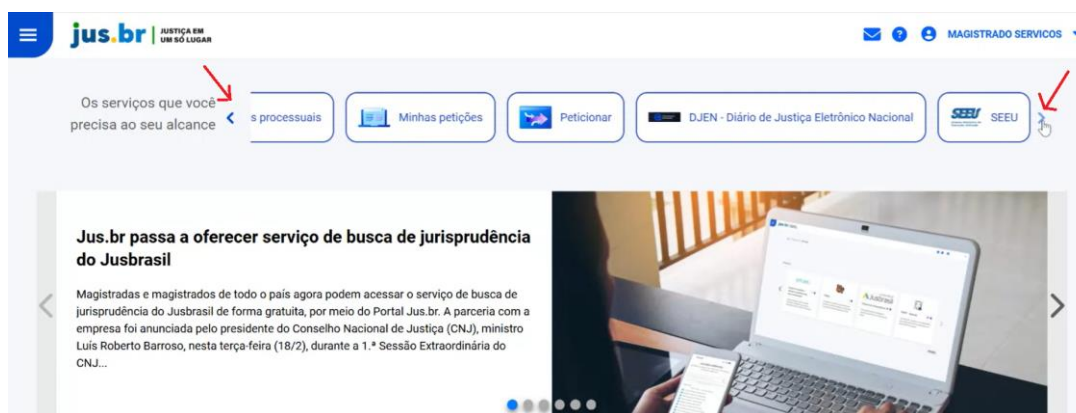 jus.br
JUSTIÇA EM
UM SÓ LUGAR
MAGISTRADO SERVICOS
Os serviços que você
precisa ao seu alcance
s processuais
Minhas petições
Peticionar
DJEN - Diário de Justiça Eletrônico Nacional
SEEU
SEEU
Jus.br passa a oferecer serviço de busca de jurisprudência
do Jusbrasil
Magistradas e magistrados de todo o país agora podem acessar o serviço de busca de
jurisprudência do Jusbrasil de forma gratuita, por meio do Portal Jus.br. A parceria com a
empresa foi anunciada pelo presidente do Conselho Nacional de Justiça (CNJ), ministro
Luís Roberto Barroso, nesta terça-feira (18/2), durante a 1.ª Sessão Extraordinária do
CNJ...